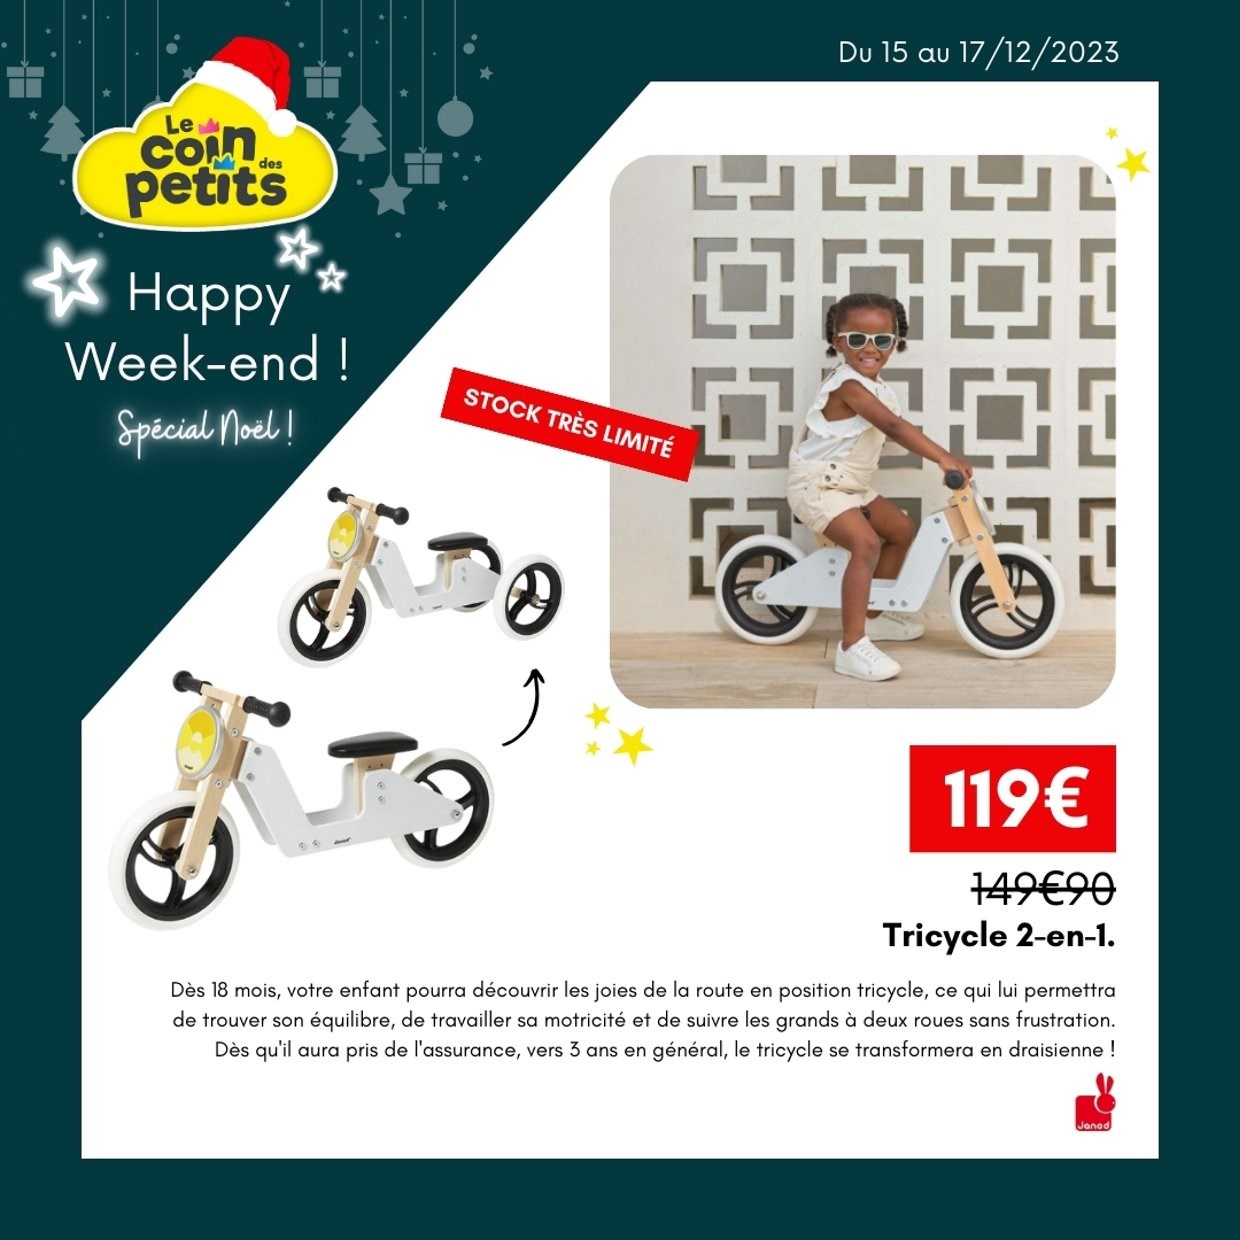 Du 15 au 17/12/2023
Le
coin
des
petits
Happy
Week-end !
Spécial Noël !
STOCK TRÈS LIMITÉ
119€
149€90
Tricycle 2-en-1.
Dès 18 mois, votre enfant pourra découvrir les joies de la route en position tricycle, ce qui lui permettra
de trouver son équilibre, de travailler sa motricité et de suivre les grands à deux roues sans frustration.
Dès qu'il aura pris de l'assurance, vers 3 ans en général, le tricycle se transformera en draisienne !
Janod